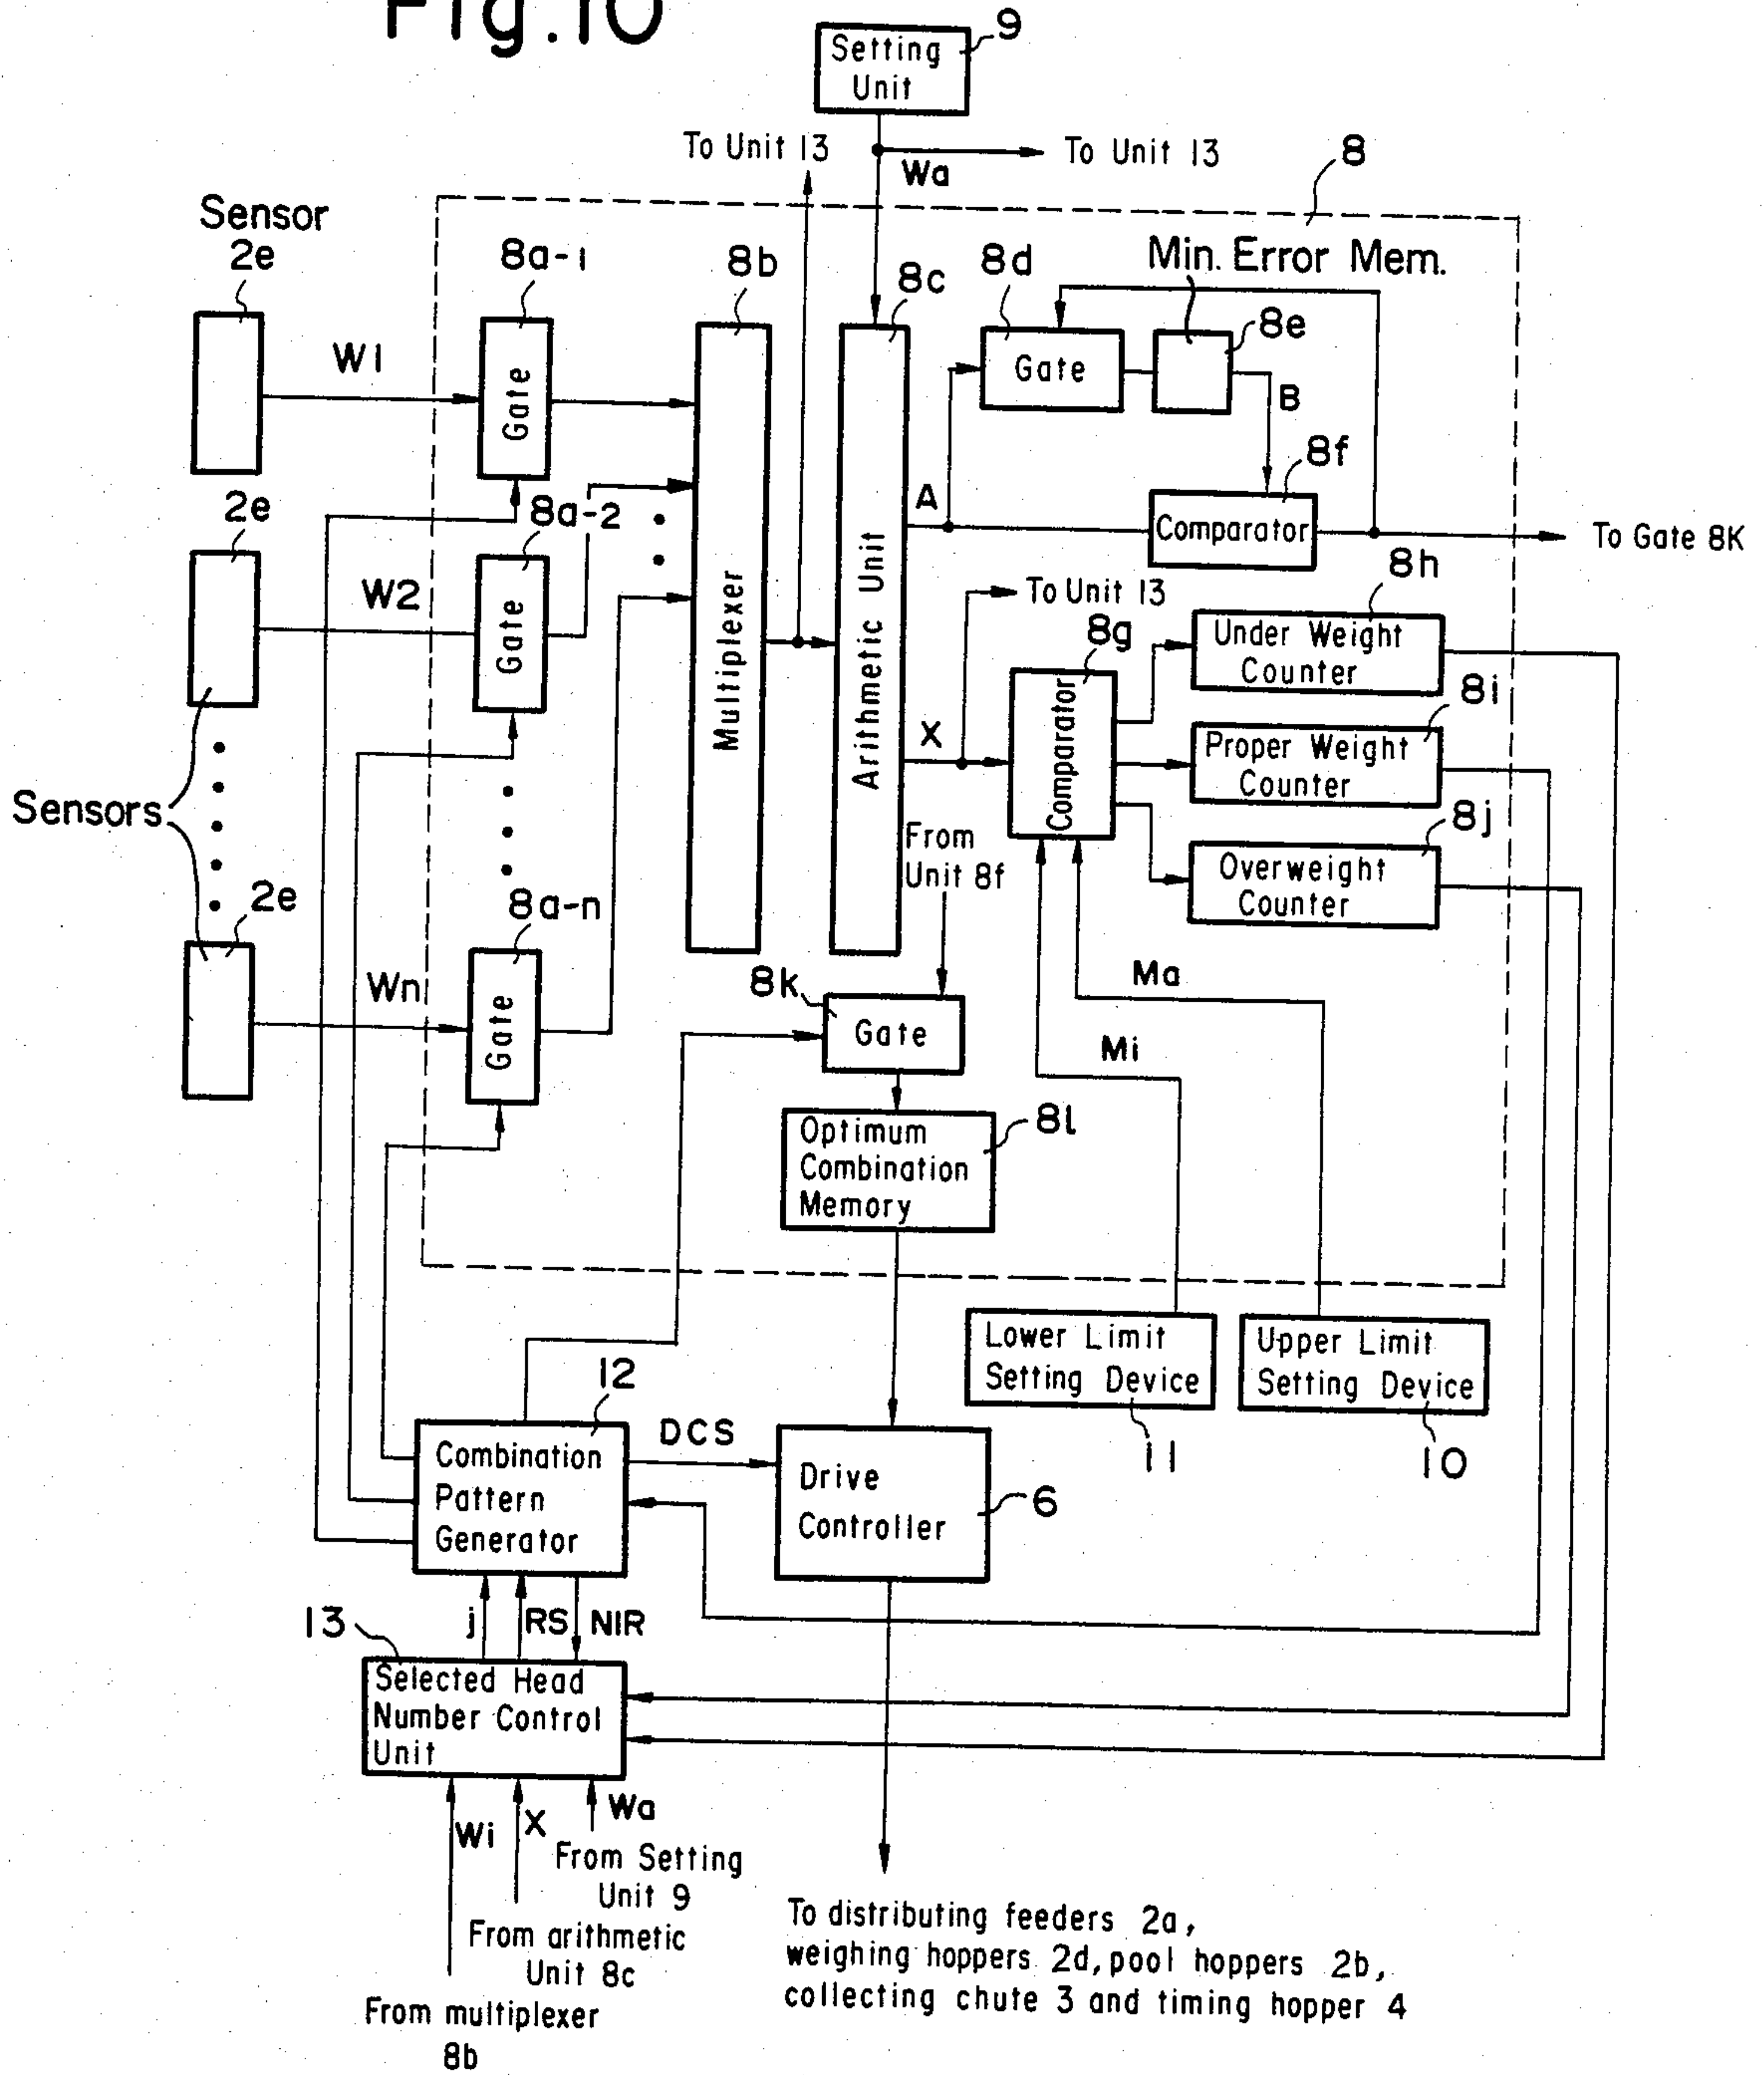 Fig.10
Setting
Unit
9
To Unit 13
To Unit 13
Wa
8
Sensor
2e
8a-1
8b
8c
8d
Min. Error Mem.
8e
W1
Gate
Gate
B
8f
2e
8a-2
A
Comparator
To Gate 8K
8h
W2
Gate
Multiplexer
Arithmetic Unit
To Unit 13
8g
Under Weight
Counter
8i
X
Comparator
Proper Weight
Counter
8j
Sensors
From
Unit 8f
Overweight
Counter
2e
8a-n
Wn
Gate
8k
Gate
Ma
Mi
Optimum
Combination
Memory
8l
Lower Limit
Setting Device
11
Upper Limit
Setting Device
10
12
Combination
Pattern
Generator
DCS
Drive
Controller
6
13
j
RS
NIR
Selected Head
Number Control
Unit
Wi
X
Wa
From Setting
Unit 9
From arithmetic
Unit 8c
From multiplexer
8b
To distributing feeders 2a,
weighing hoppers 2d, pool hoppers 2b,
collecting chute 3 and timing hopper 4